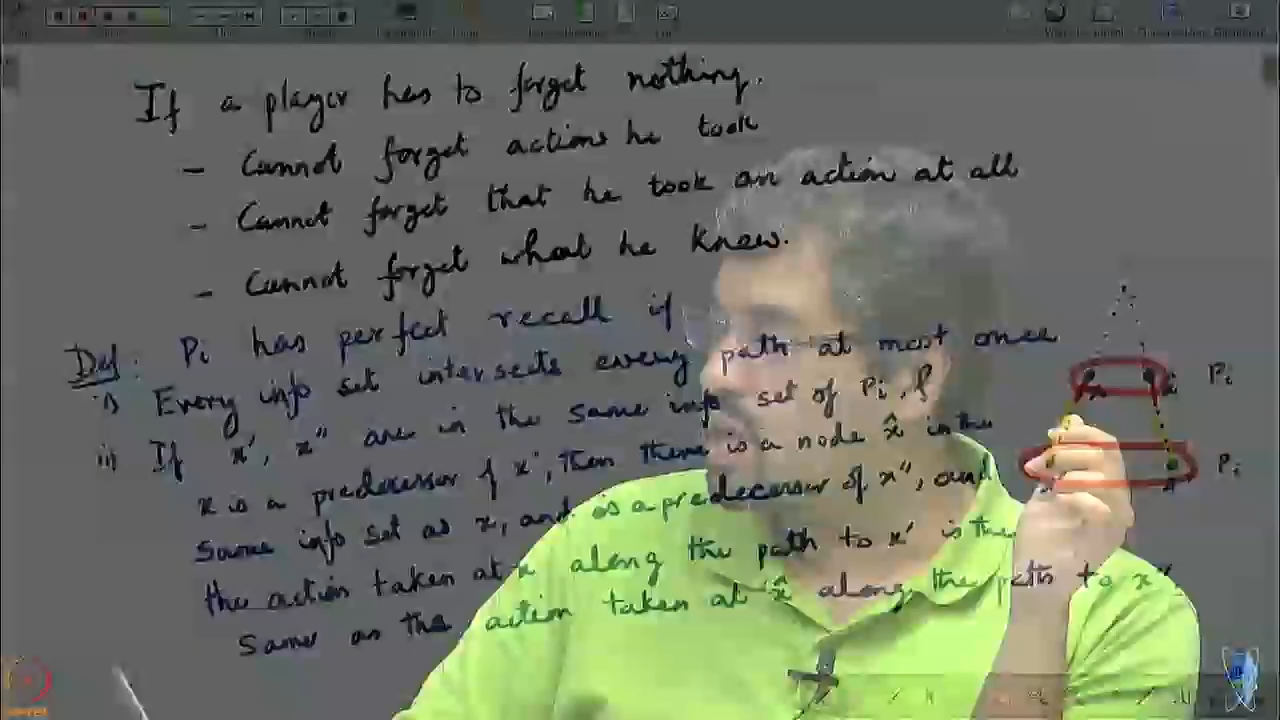 If a player has to forget nothing.
- Cannot forget actions he took
- Cannot forget that he took an action at all
- Cannot forget what he knew.
Def: Pi has perfect recall if
i) Every info set intersects every path at most once
ii) If x', x'' are in the same info set of Pi, &
x is a predecessor of x', then there is a node x̂ in the
same info set as x, and is a predecessor of x'', and
the action taken at x along the path to x' is the
same as the action taken at x̂ along the path to x''
Pi
Pi